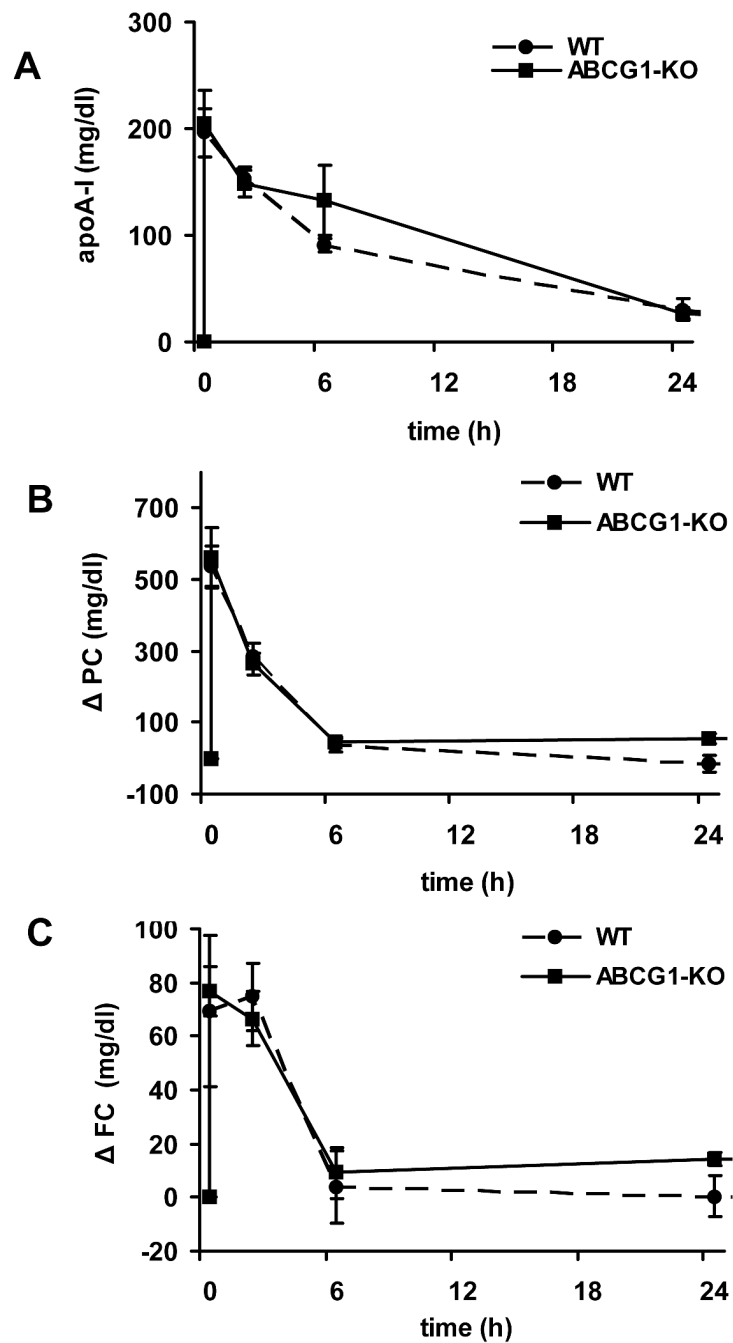 A
apoA-I (mg/dl)
300
200
100
0
WT
ABCG1-KO
0 6 12 18 24
time (h)
B
Δ PC (mg/dl)
700
500
300
100
-100
WT
ABCG1-KO
0 6 12 18 24
time (h)
C
Δ FC (mg/dl)
100
80
60
40
20
0
-20
WT
ABCG1-KO
0 6 12 18 24
time (h)